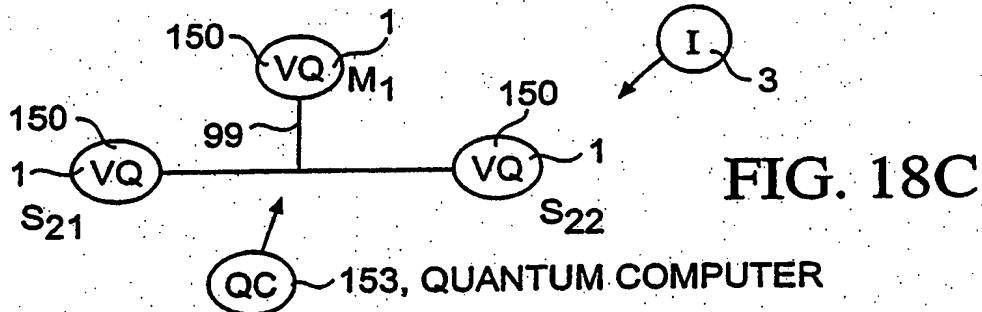 150 VQ 1 M1
I 3
99
150 VQ 1 S21
150 VQ 1 S22
FIG. 18C
QC 153, QUANTUM COMPUTER